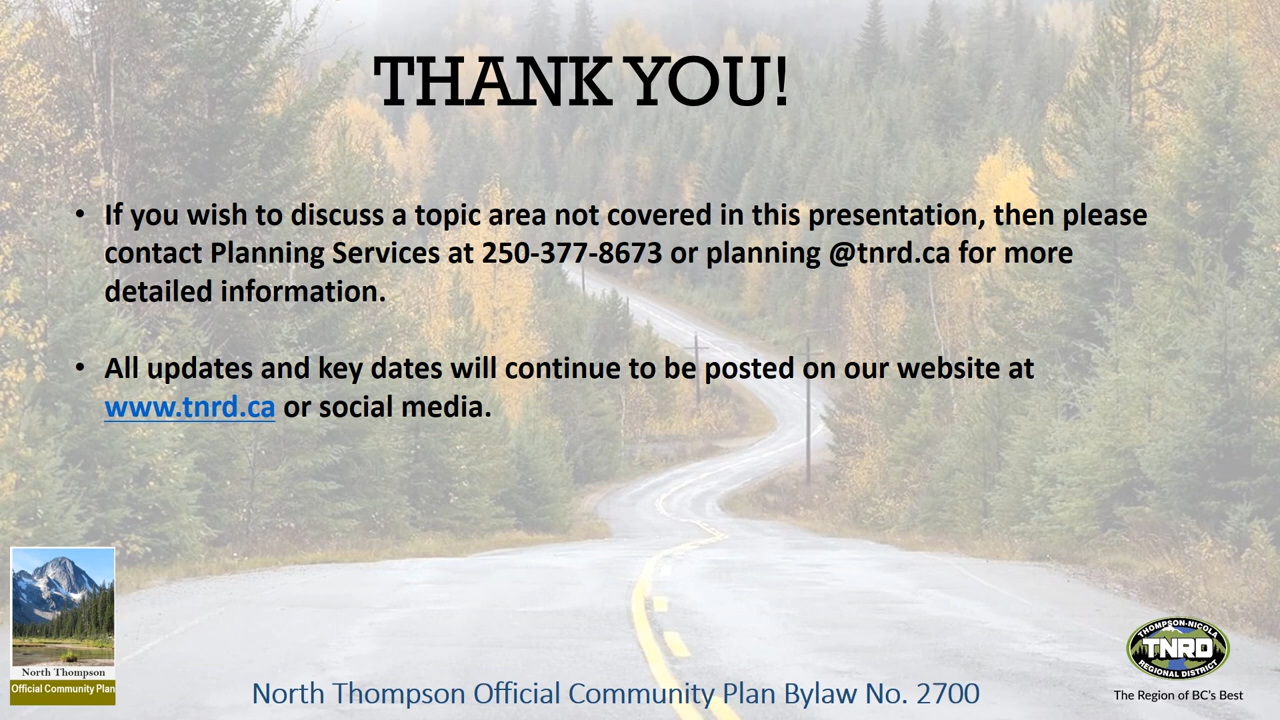 THANK YOU!
• If you wish to discuss a topic area not covered in this presentation, then please
contact Planning Services at 250-377-8673 or planning @tnrd.ca for more
detailed information.
• All updates and key dates will continue to be posted on our website at
www.tnrd.ca or social media.
North Thompson
Official Community Plan
North Thompson Official Community Plan Bylaw No. 2700
THOMPSON-NICOLA
TNRD
REGIONAL DISTRICT
The Region of BC's Best